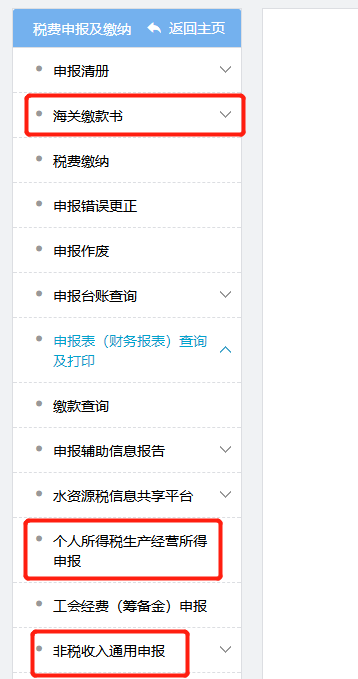 税费申报及缴纳 返回主页
申报清册
海关缴款书
税费缴纳
申报错误更正
申报作废
申报台账查询
申报表（财务报表）查询
及打印
缴款查询
申报辅助信息报告
水资源税信息共享平台
个人所得税生产经营所得
申报
工会经费（筹备金）申报
非税收入通用申报